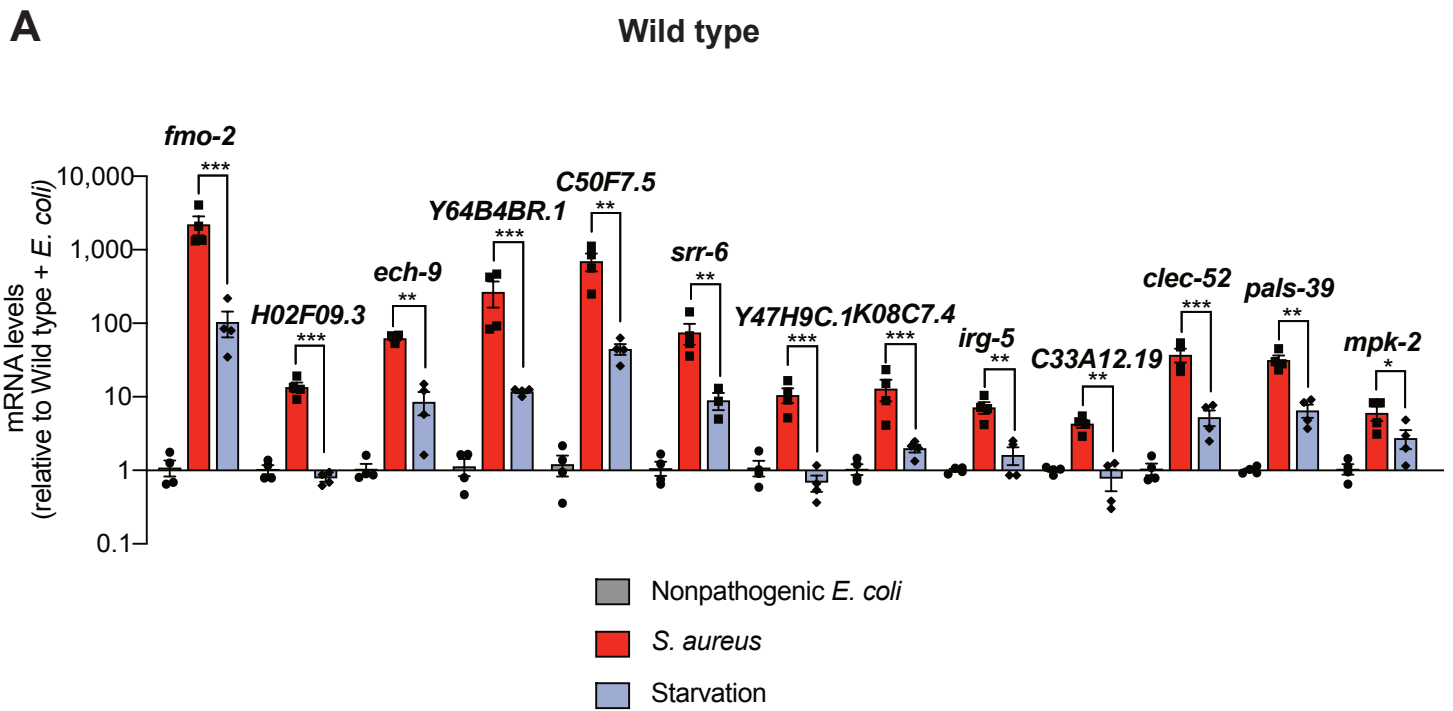 A
Wild type
mRNA levels
(relative to Wild type + E. coli)
10,000
1,000
100
10
1
0.1
fmo-2
***
H02F09.3
***
ech-9
**
Y64B4BR.1
***
C50F7.5
**
srr-6
**
Y47H9C.1
***
K08C7.4
***
irg-5
**
C33A12.19
**
clec-52
***
pals-39
**
mpk-2
*
Nonpathogenic E. coli
S. aureus
Starvation